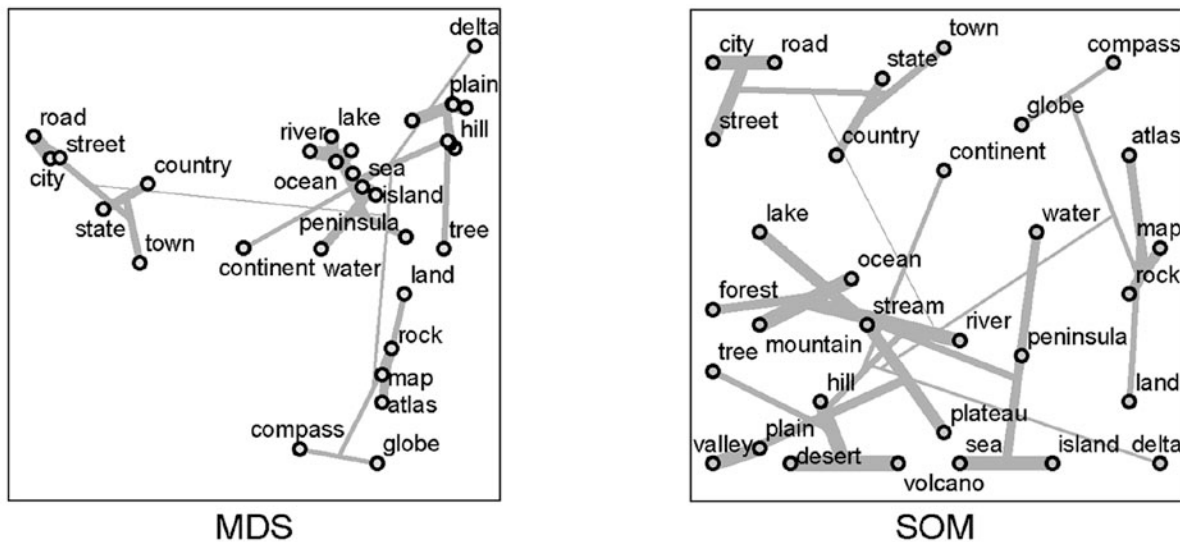 delta
plain
road
lake
hill
street
river
country
sea
city
ocean
island
state
peninsula
town
tree
continent water
land
rock
map
atlas
compass
globe
MDS
town
city road
state
compass
globe
street
atlas
country
continent
lake
water
map
ocean
rock
forest
stream
river
mountain
peninsula
tree
hill
land
plateau
plain
valley
sea
island delta
desert
volcano
SOM